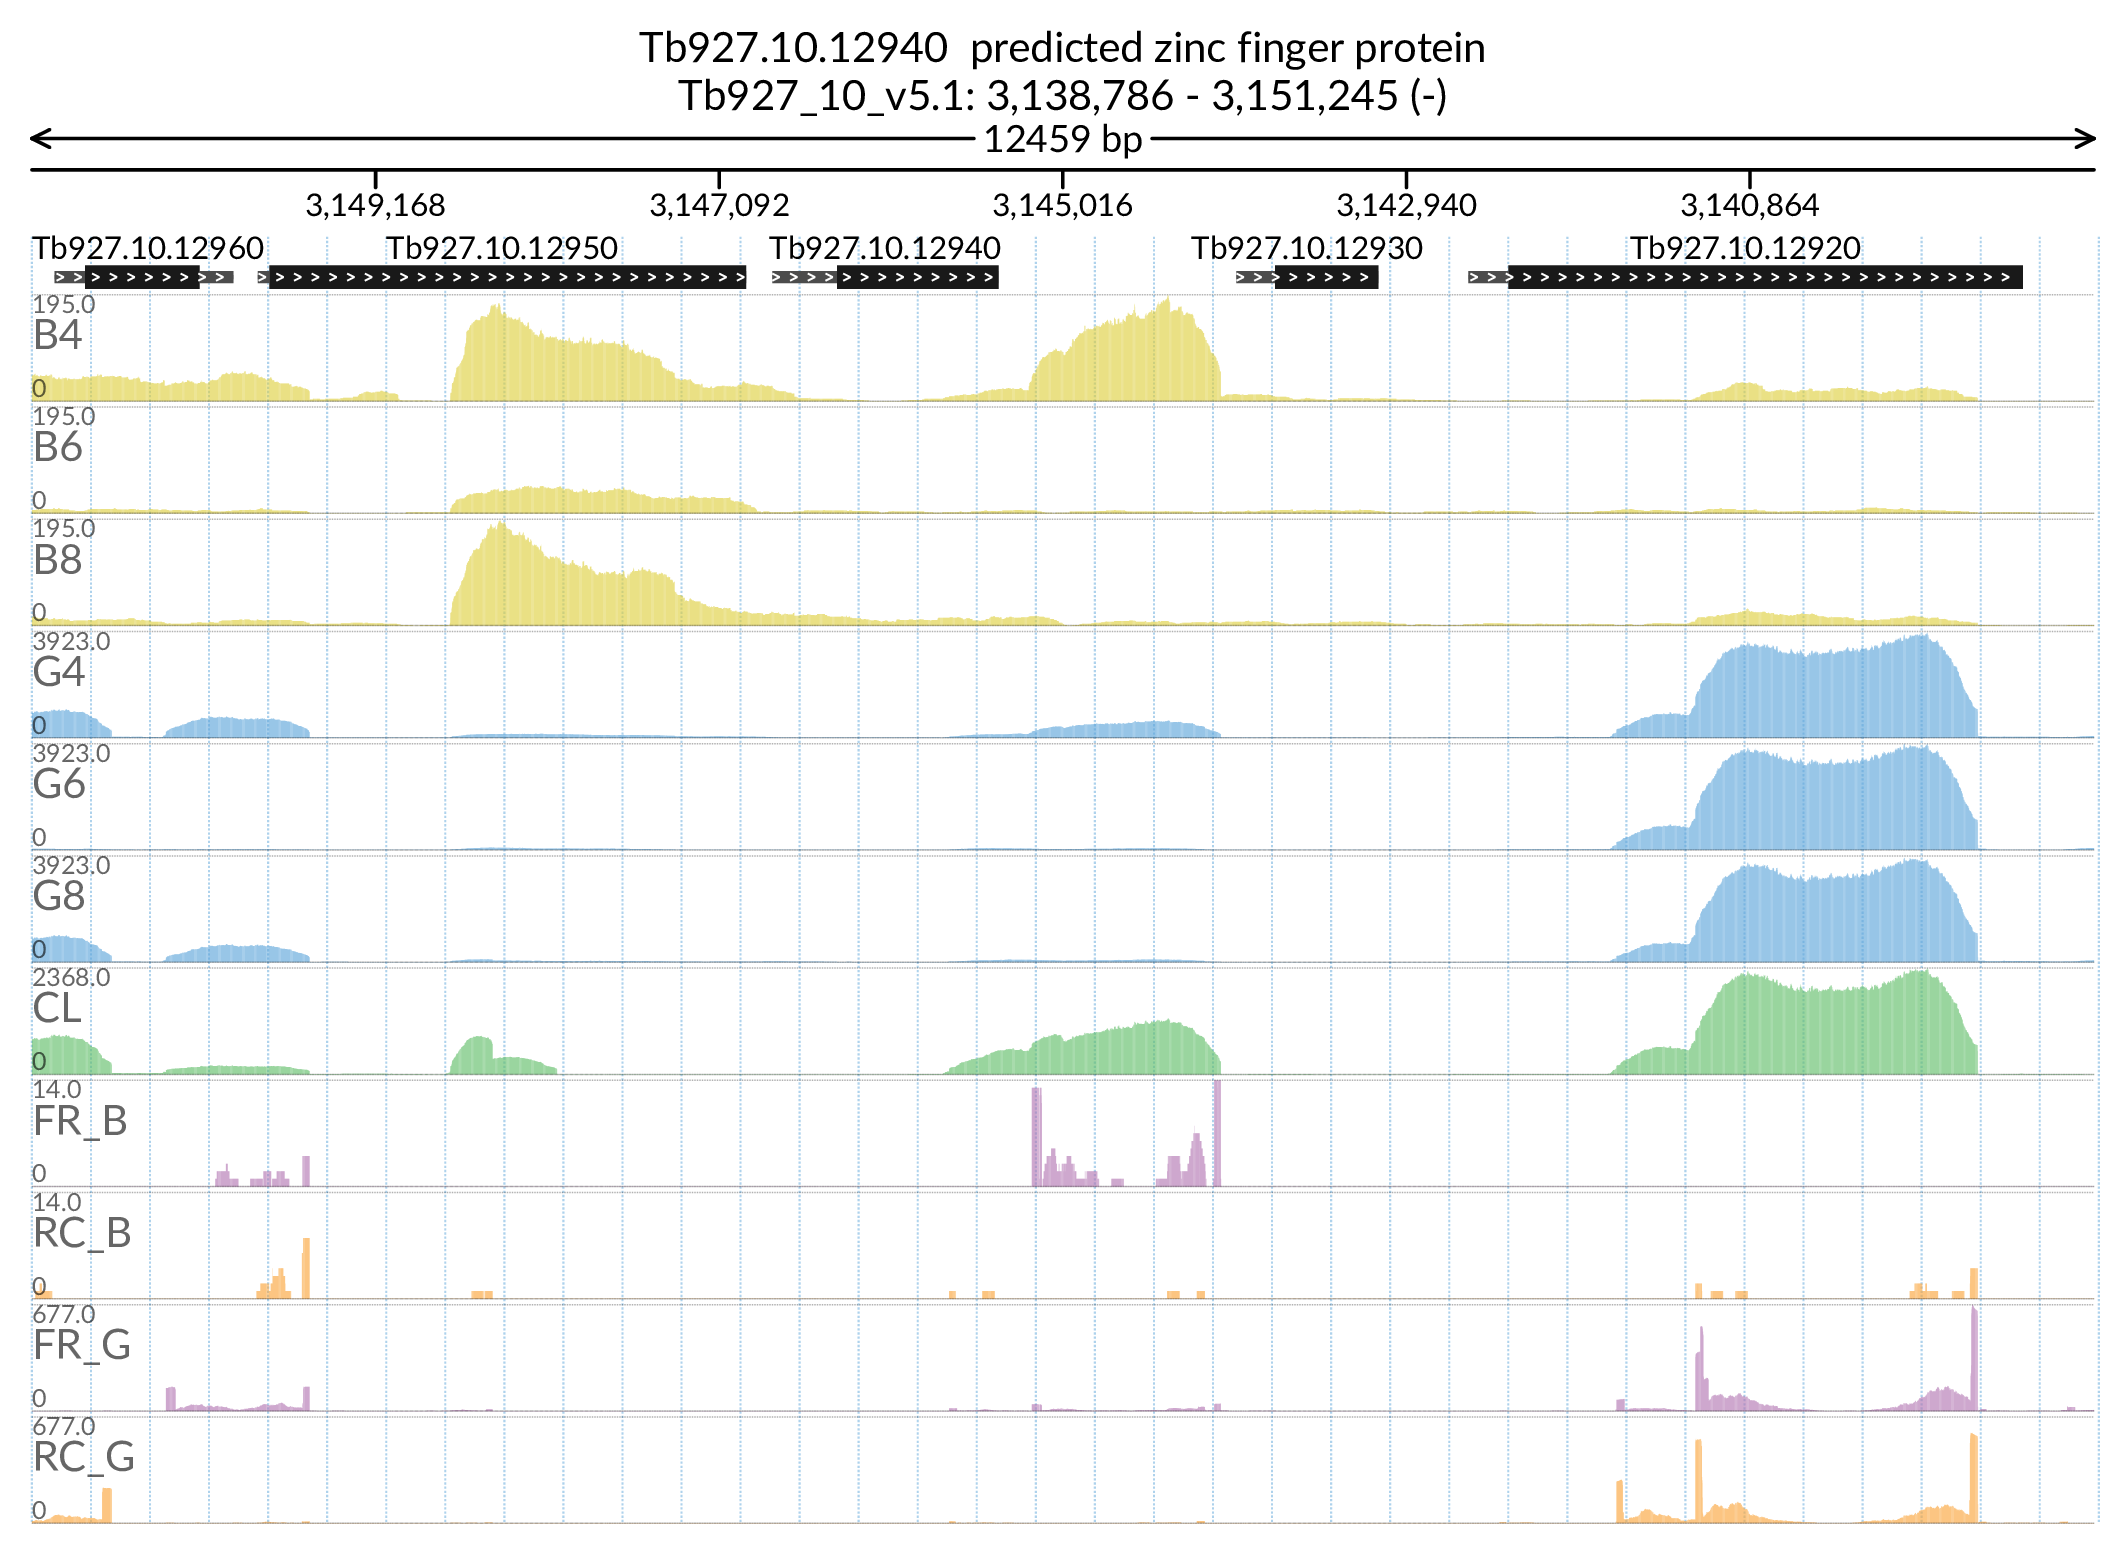 Tb927.10.12940 predicted zinc finger protein
Tb927_10_v5.1: 3,138,786 - 3,151,245 (-)
12459 bp
3,149,168 3,147,092 3,145,016 3,142,940 3,140,864
Tb927.10.12960 Tb927.10.12950 Tb927.10.12940 Tb927.10.12930 Tb927.10.12920
195.0
B4
0
195.0
B6
0
195.0
B8
0
3923.0
G4
0
3923.0
G6
0
3923.0
G8
0
2368.0
CL
0
14.0
FR_B
0
14.0
RC_B
0
677.0
FR_G
0
677.0
RC_G
0